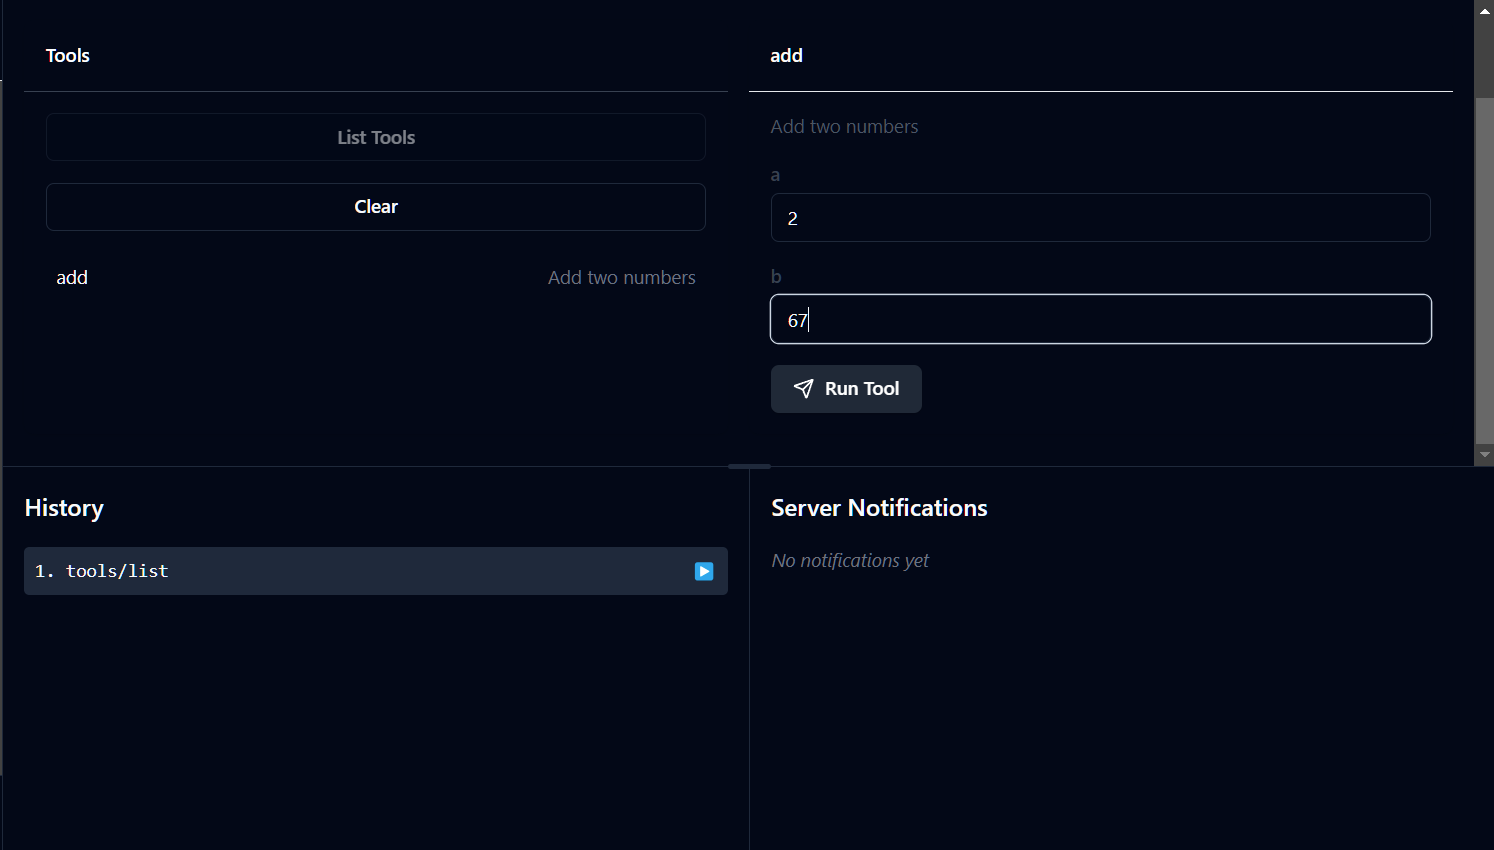 Tools
List Tools
Clear
add Add two numbers
add
Add two numbers
a
2
b
67
Run Tool
History
1. tools/list
Server Notifications
No notifications yet